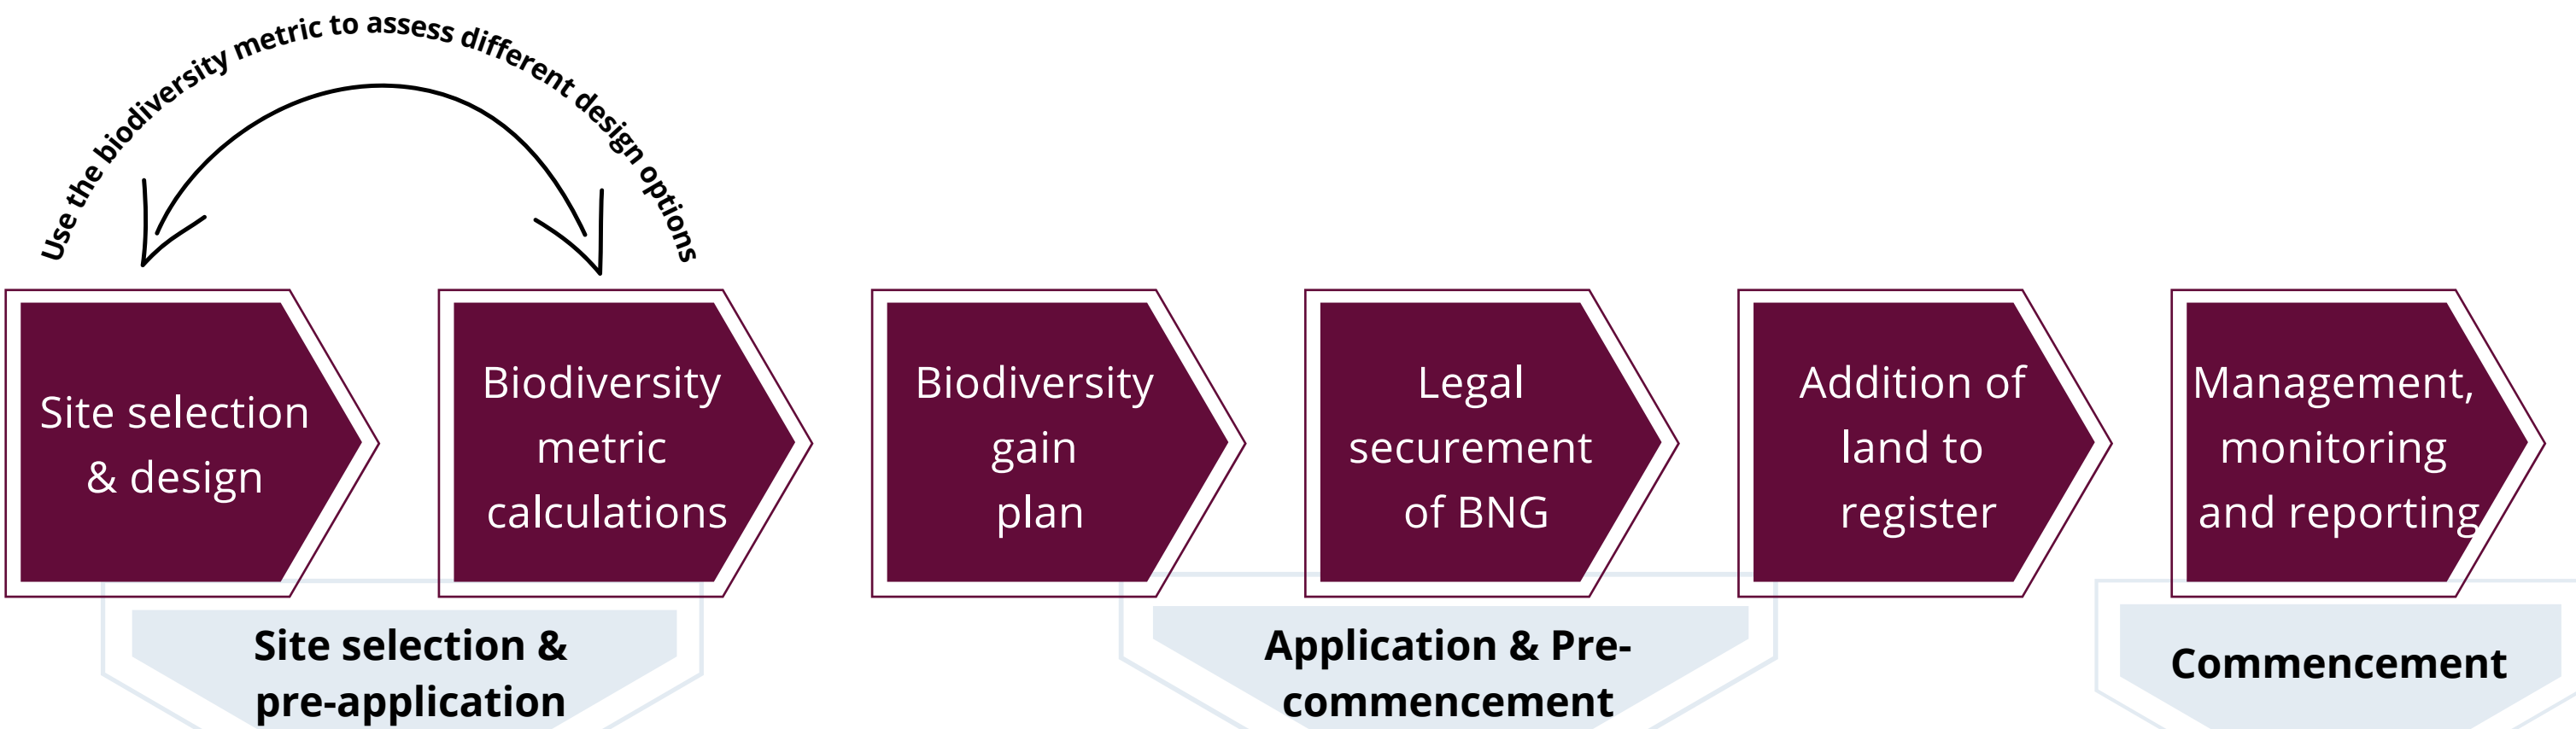 Use the biodiversity metric to assess different design options
Site selection
& design
Biodiversity
metric
calculations
Biodiversity
gain
plan
Legal
securement
of BNG
Addition of
land to
register
Management,
monitoring
and reporting
Site selection &
pre-application
Application & Pre-
commencement
Commencement